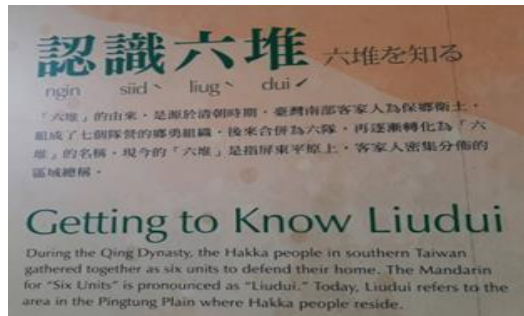 認識六堆 六堆を知る
ngin siid、 liug、 dui ˊ
「六堆」的由來，是源於清朝時期，臺灣南部客家人為保鄉衛土，
組成了七個隊營的鄉勇組織，後來合併為六隊，再逐漸轉化為「六
堆」的名稱。現今的「六堆」是指屏東平原上，客家人密集分佈的
區域總稱。
Getting to Know Liudui
During the Qing Dynasty, the Hakka people in southern Taiwan
gathered together as six units to defend their home. The Mandarin
for “Six Units” is pronounced as “Liudui.” Today, Liudui refers to the
area in the Pingtung Plain where Hakka people reside.